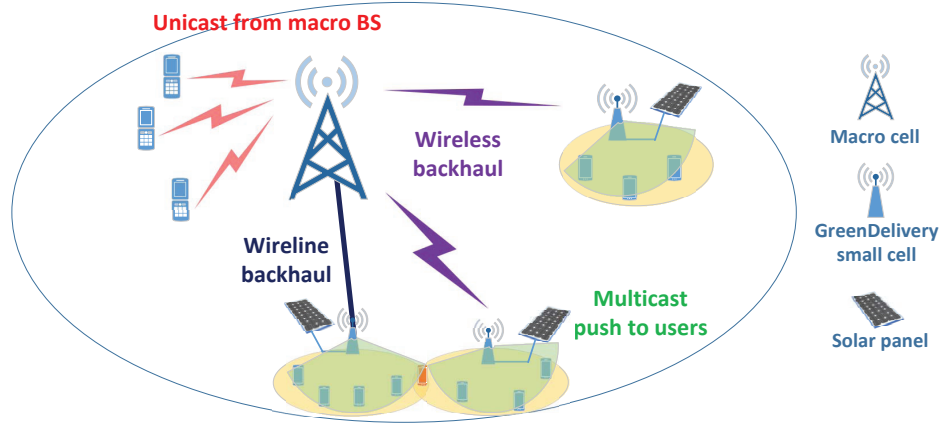 Unicast from macro BS
Wireless
backhaul
Wireline
backhaul
Multicast
push to users
Macro cell
GreenDelivery
small cell
Solar panel